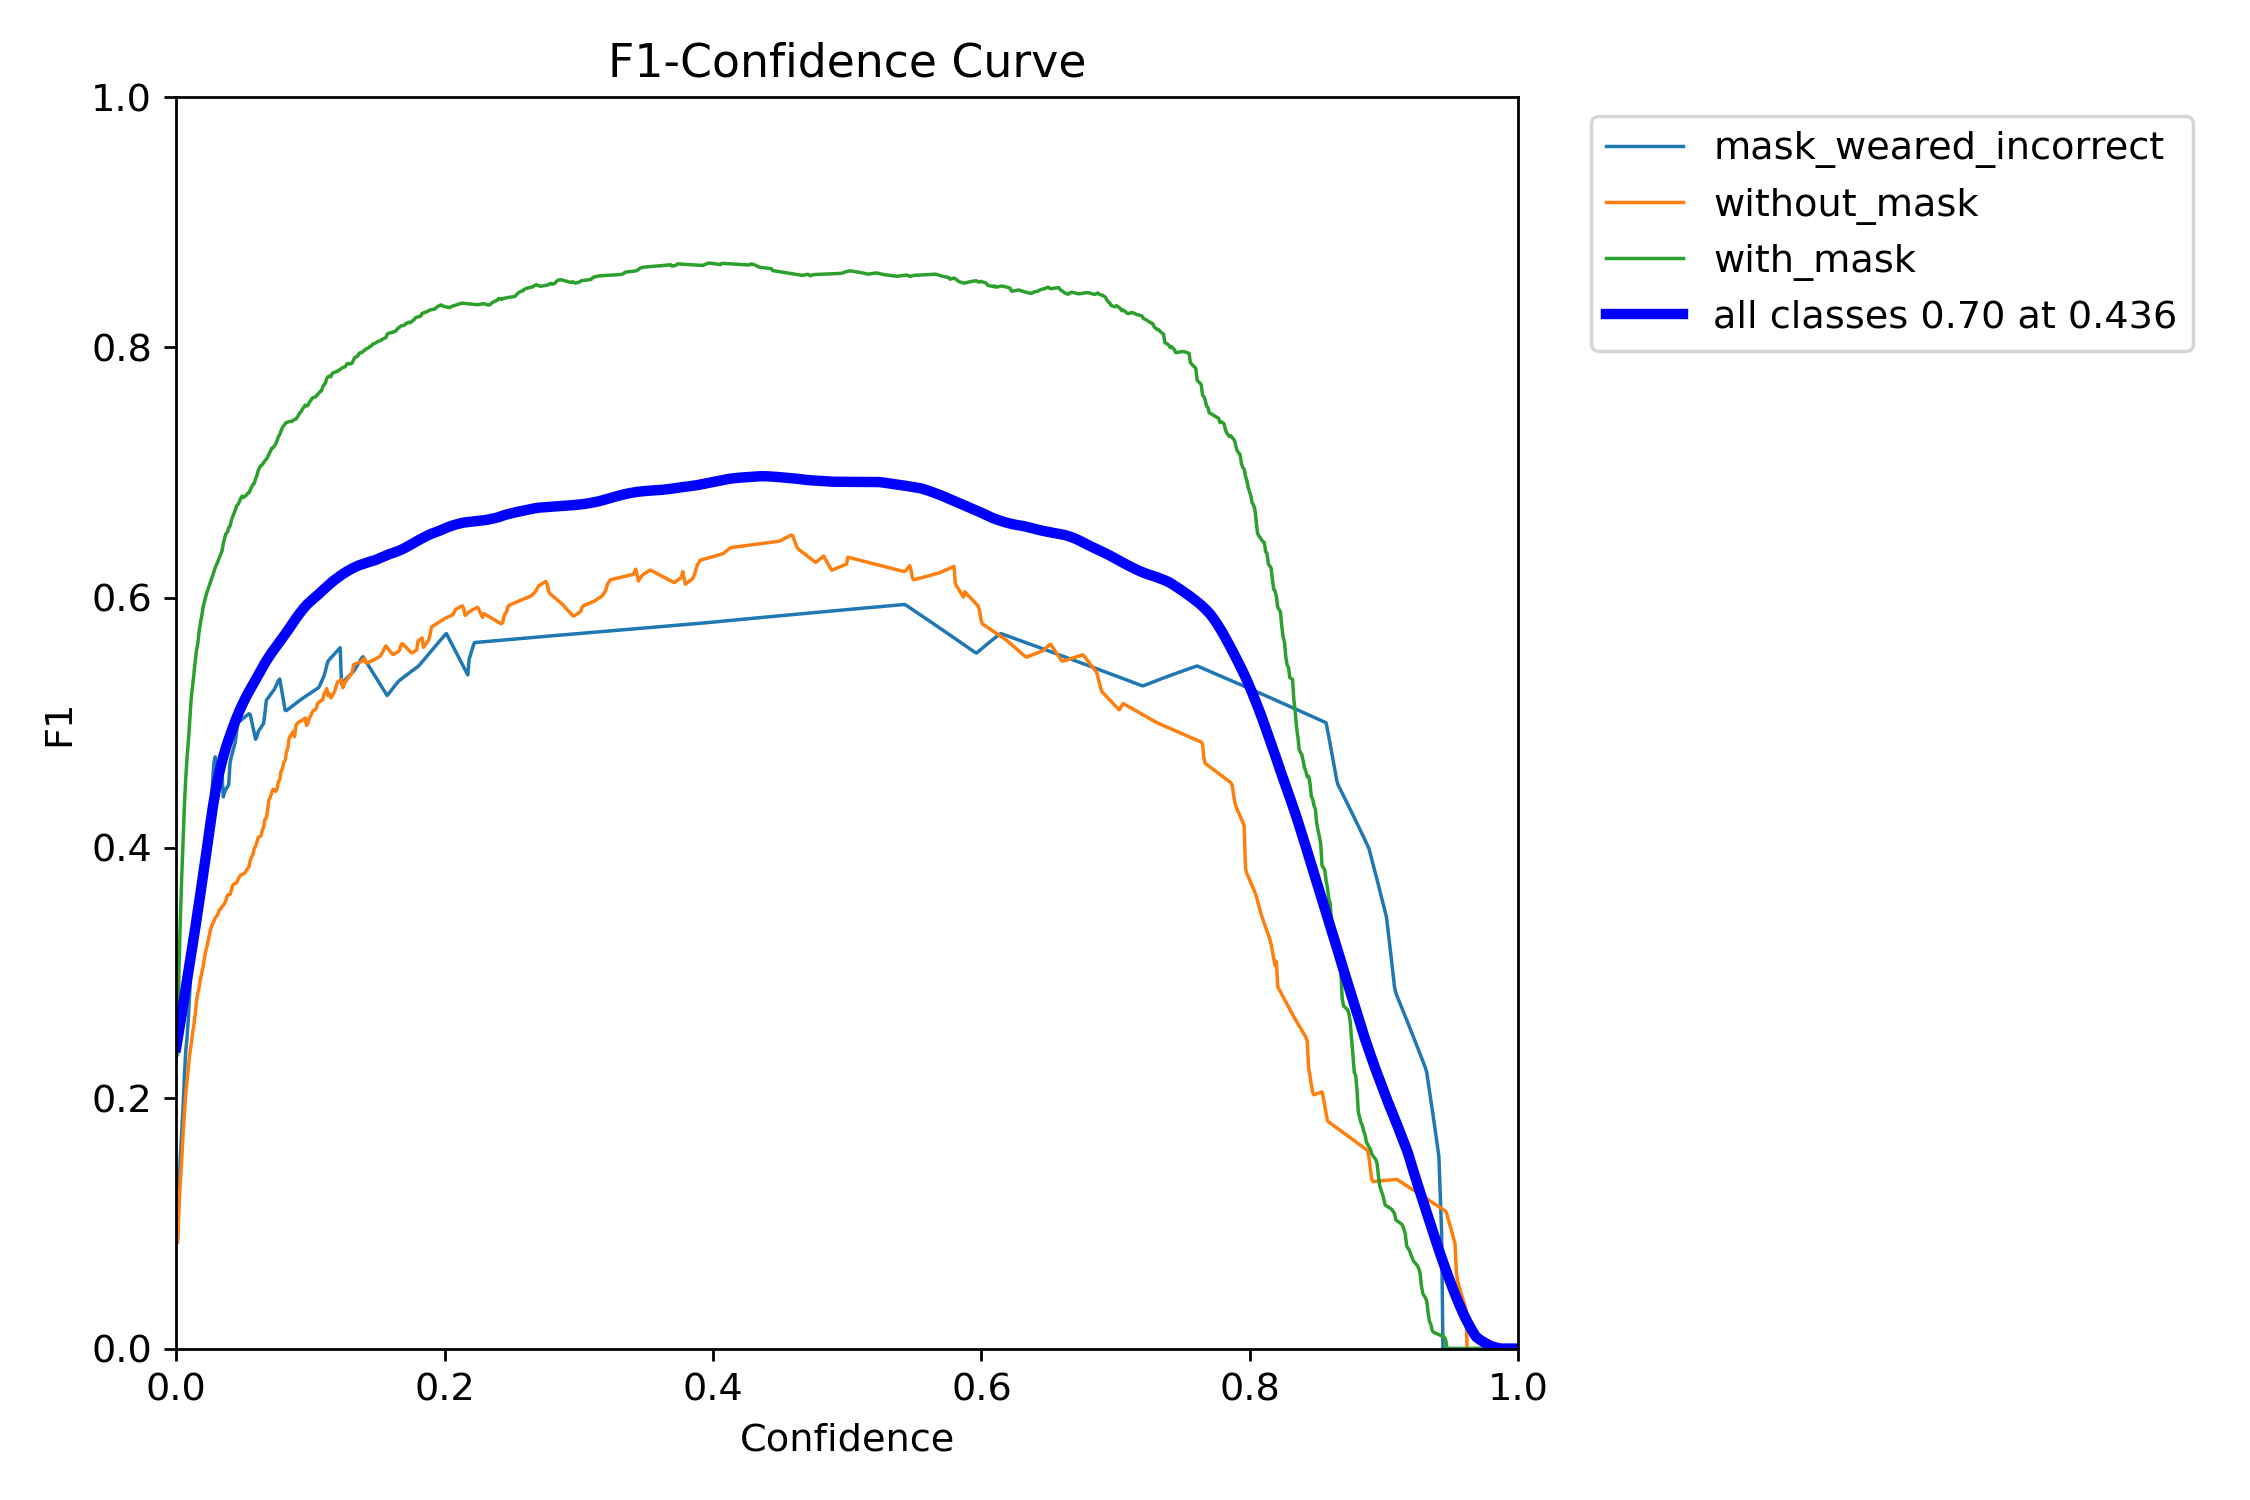 F1-Confidence Curve
1.0
0.8
0.6
0.4
0.2
0.0
F1
0.0 0.2 0.4 0.6 0.8 1.0
Confidence
mask_weared_incorrect
without_mask
with_mask
all classes 0.70 at 0.436